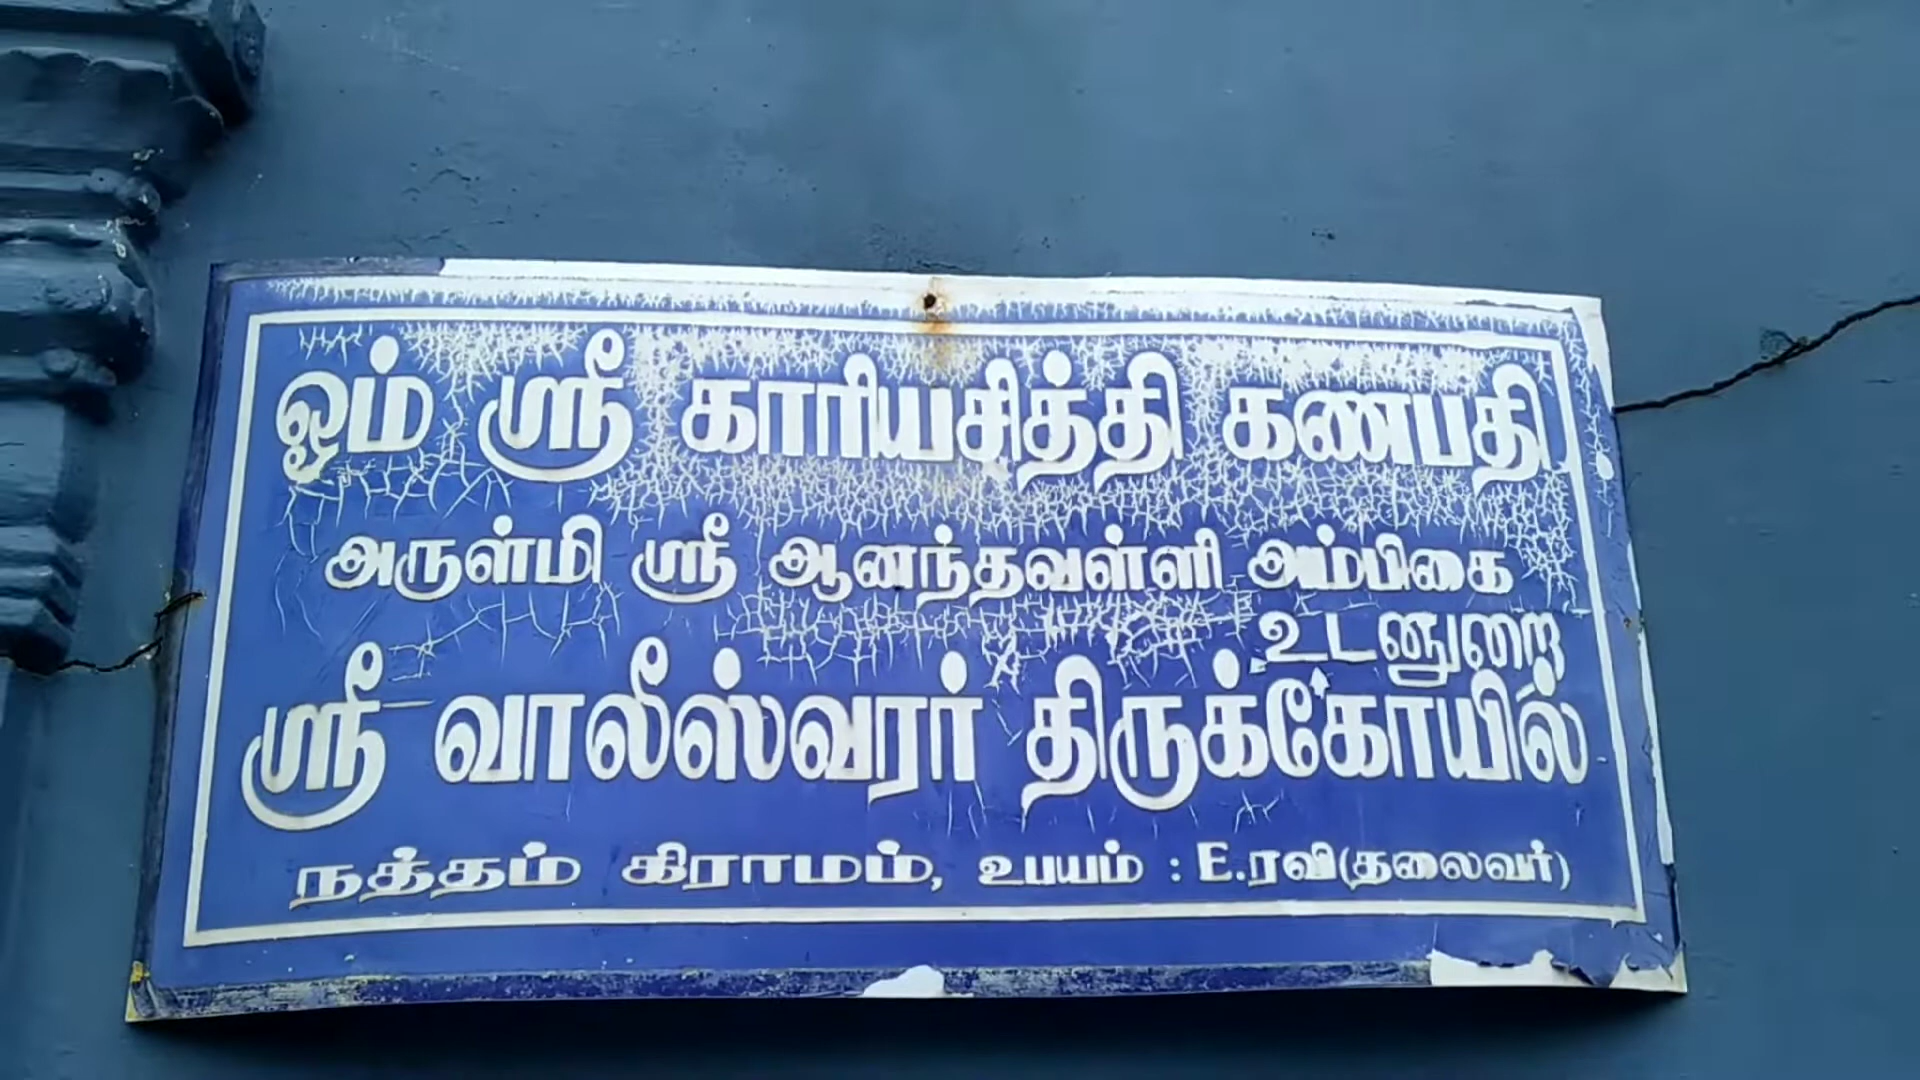 ஓம் ஸ்ரீ காரியசித்தி கணபதி
அருள்மி ஸ்ரீ ஆனந்தவள்ளி அம்பிகை
உடனுறை
ஸ்ரீ வாலீஸ்வரர் திருக்கோயில்
நத்தம் கிராமம், உபயம் : E.ரவி(தலைவர்)